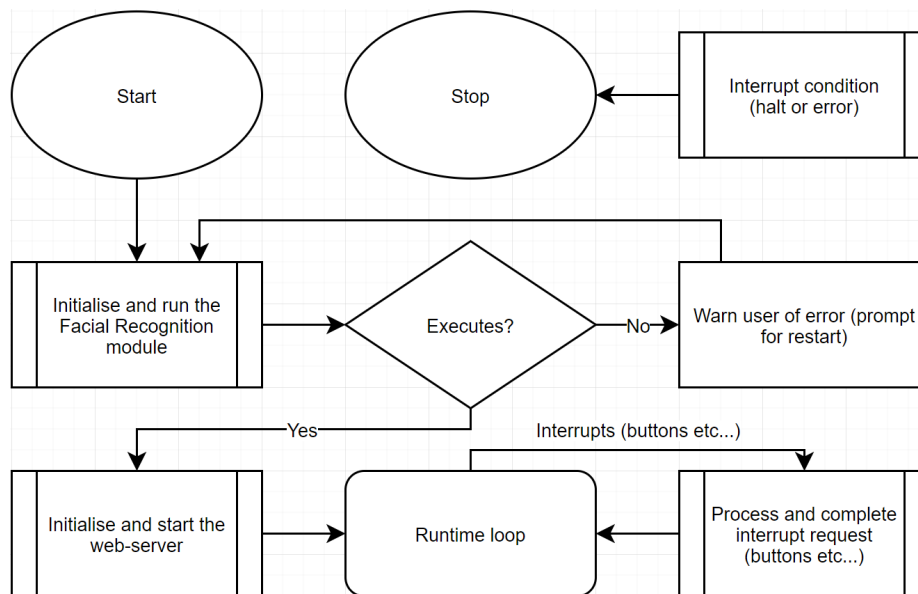 Start
Stop
Interrupt condition
(halt or error)
Initialise and run the
Facial Recognition
module
Executes?
No
Warn user of error (prompt
for restart)
Yes
Interrupts (buttons etc...)
Initialise and start the
web-server
Runtime loop
Process and complete
interrupt request
(buttons etc...)